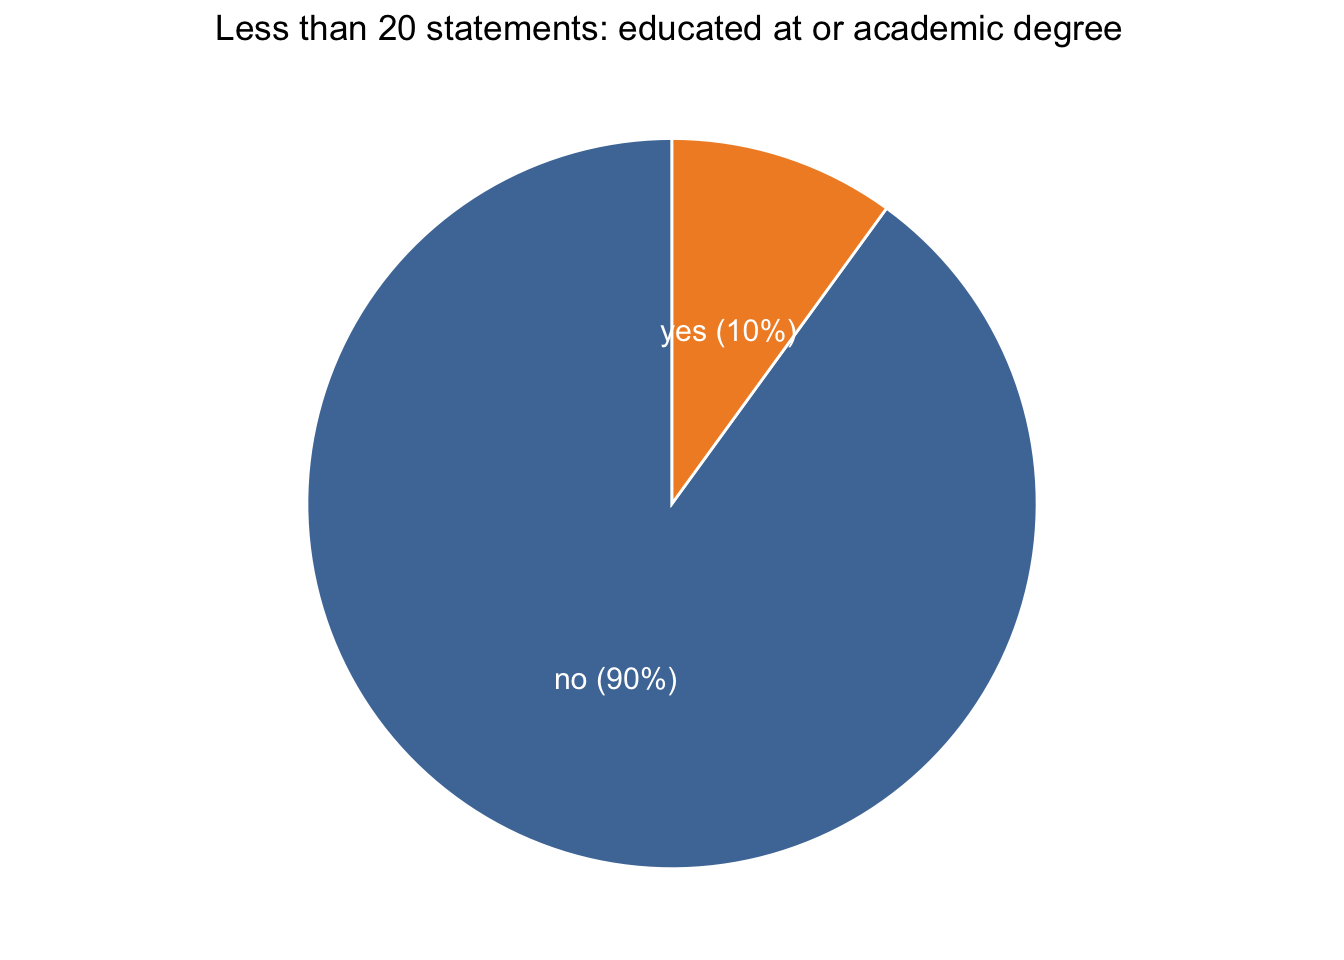 Less than 20 statements: educated at or academic degree
yes (10%)
no (90%)